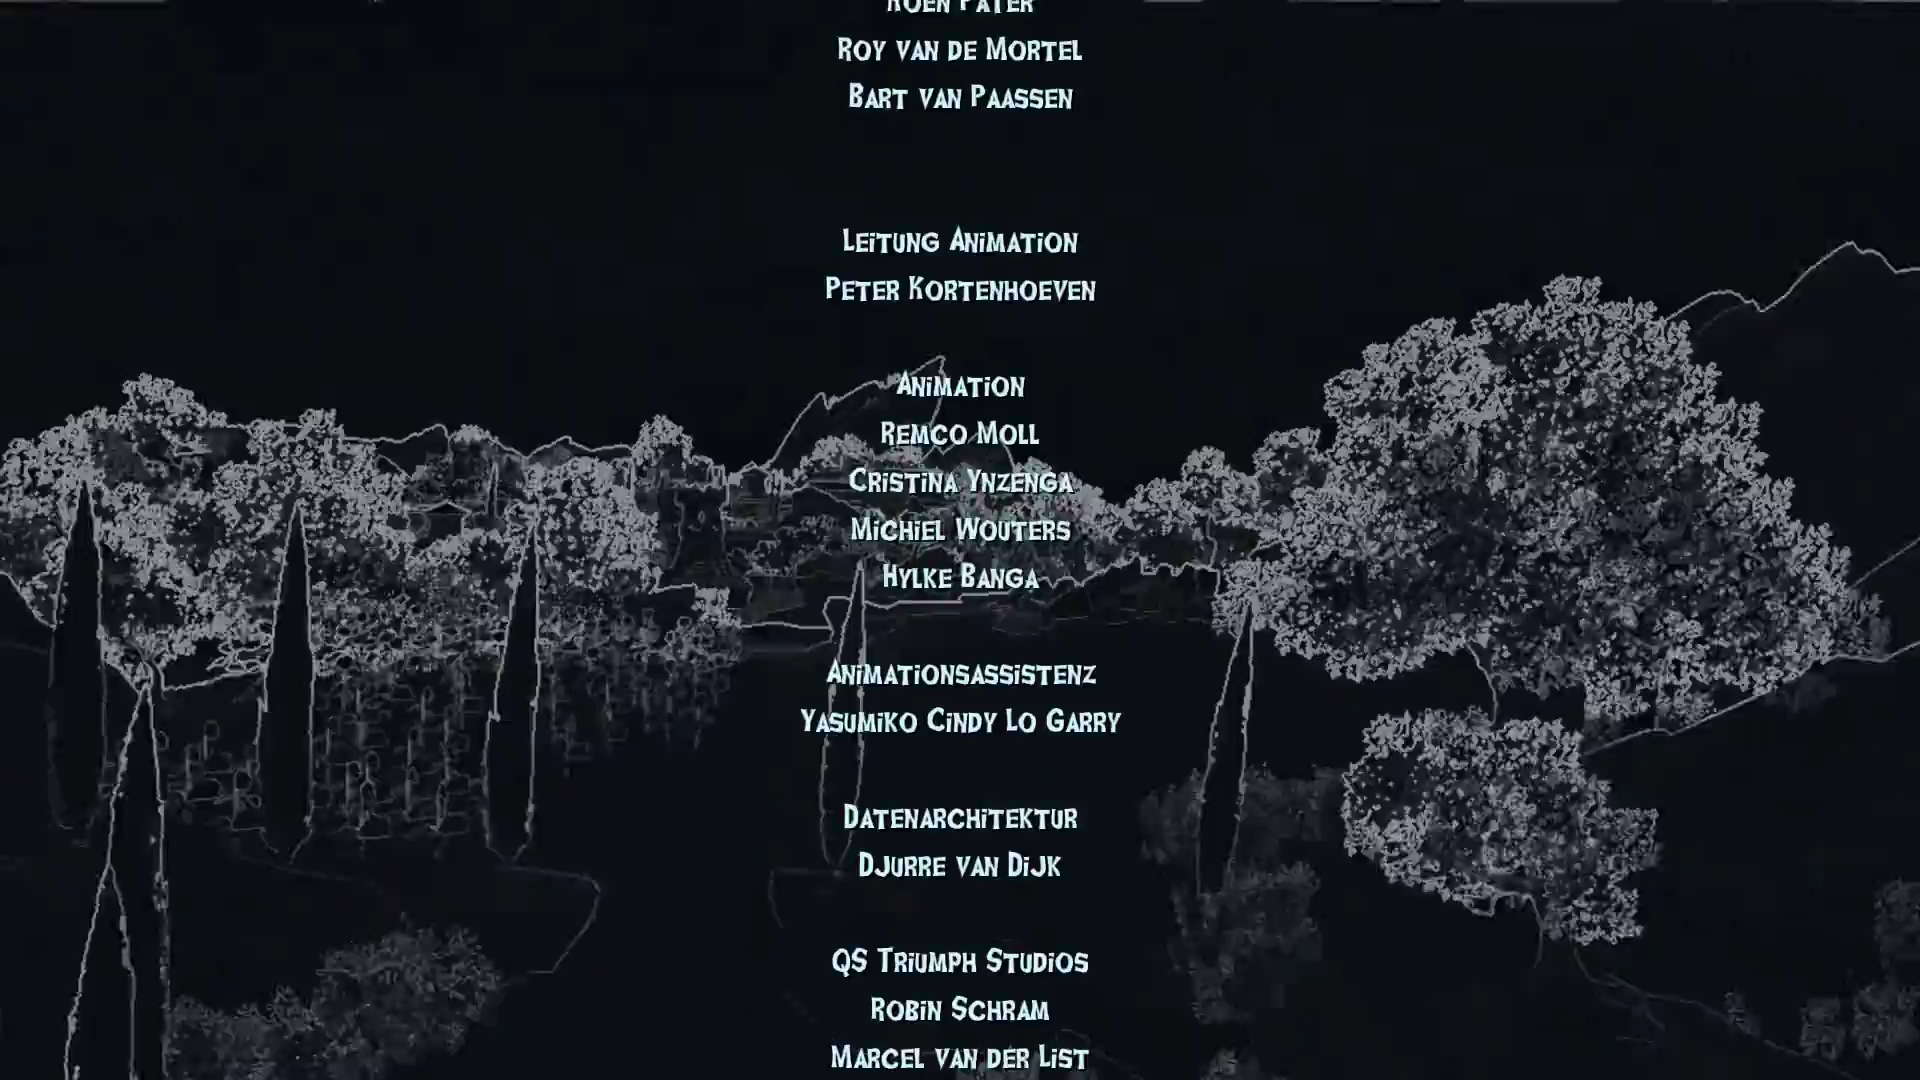 Roy van de Mortel
Bart van Paassen
Leitung Animation
Peter Kortenhoeven
Animation
Remco Moll
Cristina Ynzenga
Michiel Wouters
Hylke Banga
Animationsassistenz
Yasumiko Cindy Lo Garry
Datenarchitektur
Djurre van Dijk
QS Triumph Studios
Robin Schram
Marcel van der List